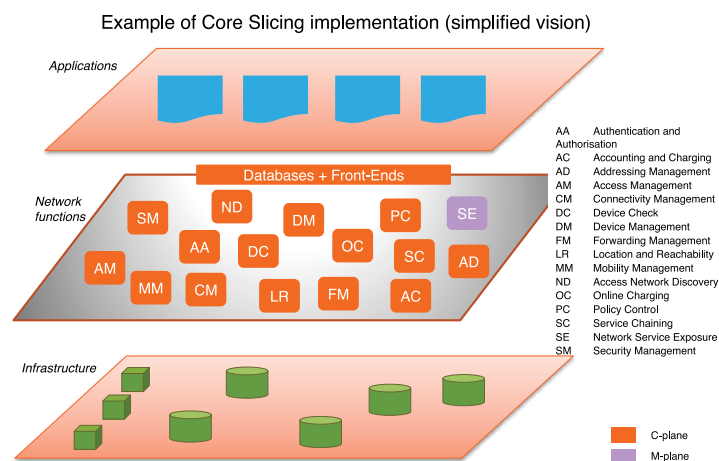 Example of Core Slicing implementation (simplified vision)
Applications
Databases + Front-Ends
Network
functions
SM
ND
DM
PC
SE
AA
DC
OC
SC
AD
AM
MM
CM
LR
FM
AC
Infrastructure
AA Authentication and
Authorisation
AC Accounting and Charging
AD Addressing Management
AM Access Management
CM Connectivity Management
DC Device Check
DM Device Management
FM Forwarding Management
LR Location and Reachability
MM Mobility Management
ND Access Network Discovery
OC Online Charging
PC Policy Control
SC Service Chaining
SE Network Service Exposure
SM Security Management
C-plane
M-plane